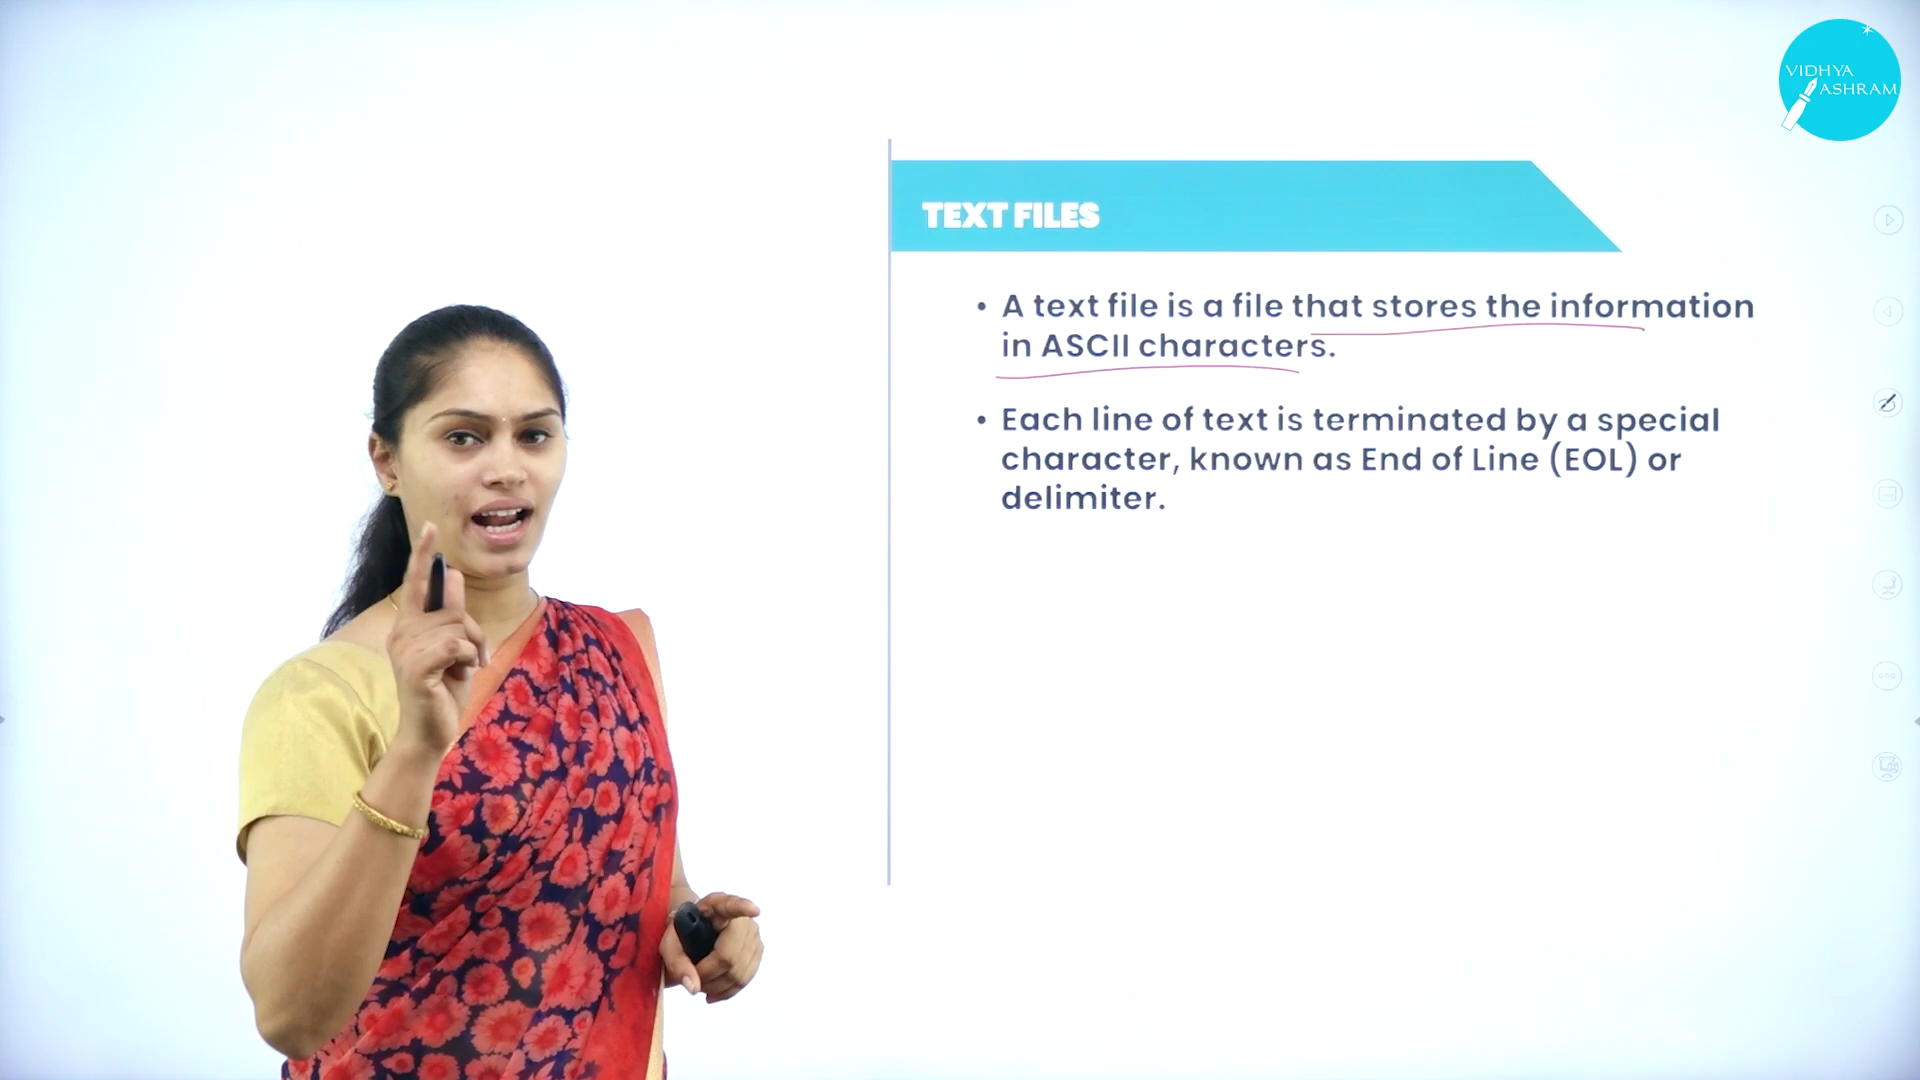 VIDHYA
ASHRAM
TEXT FILES
• A text file is a file that stores the information
in ASCII characters.
• Each line of text is terminated by a special
character, known as End of Line (EOL) or
delimiter.